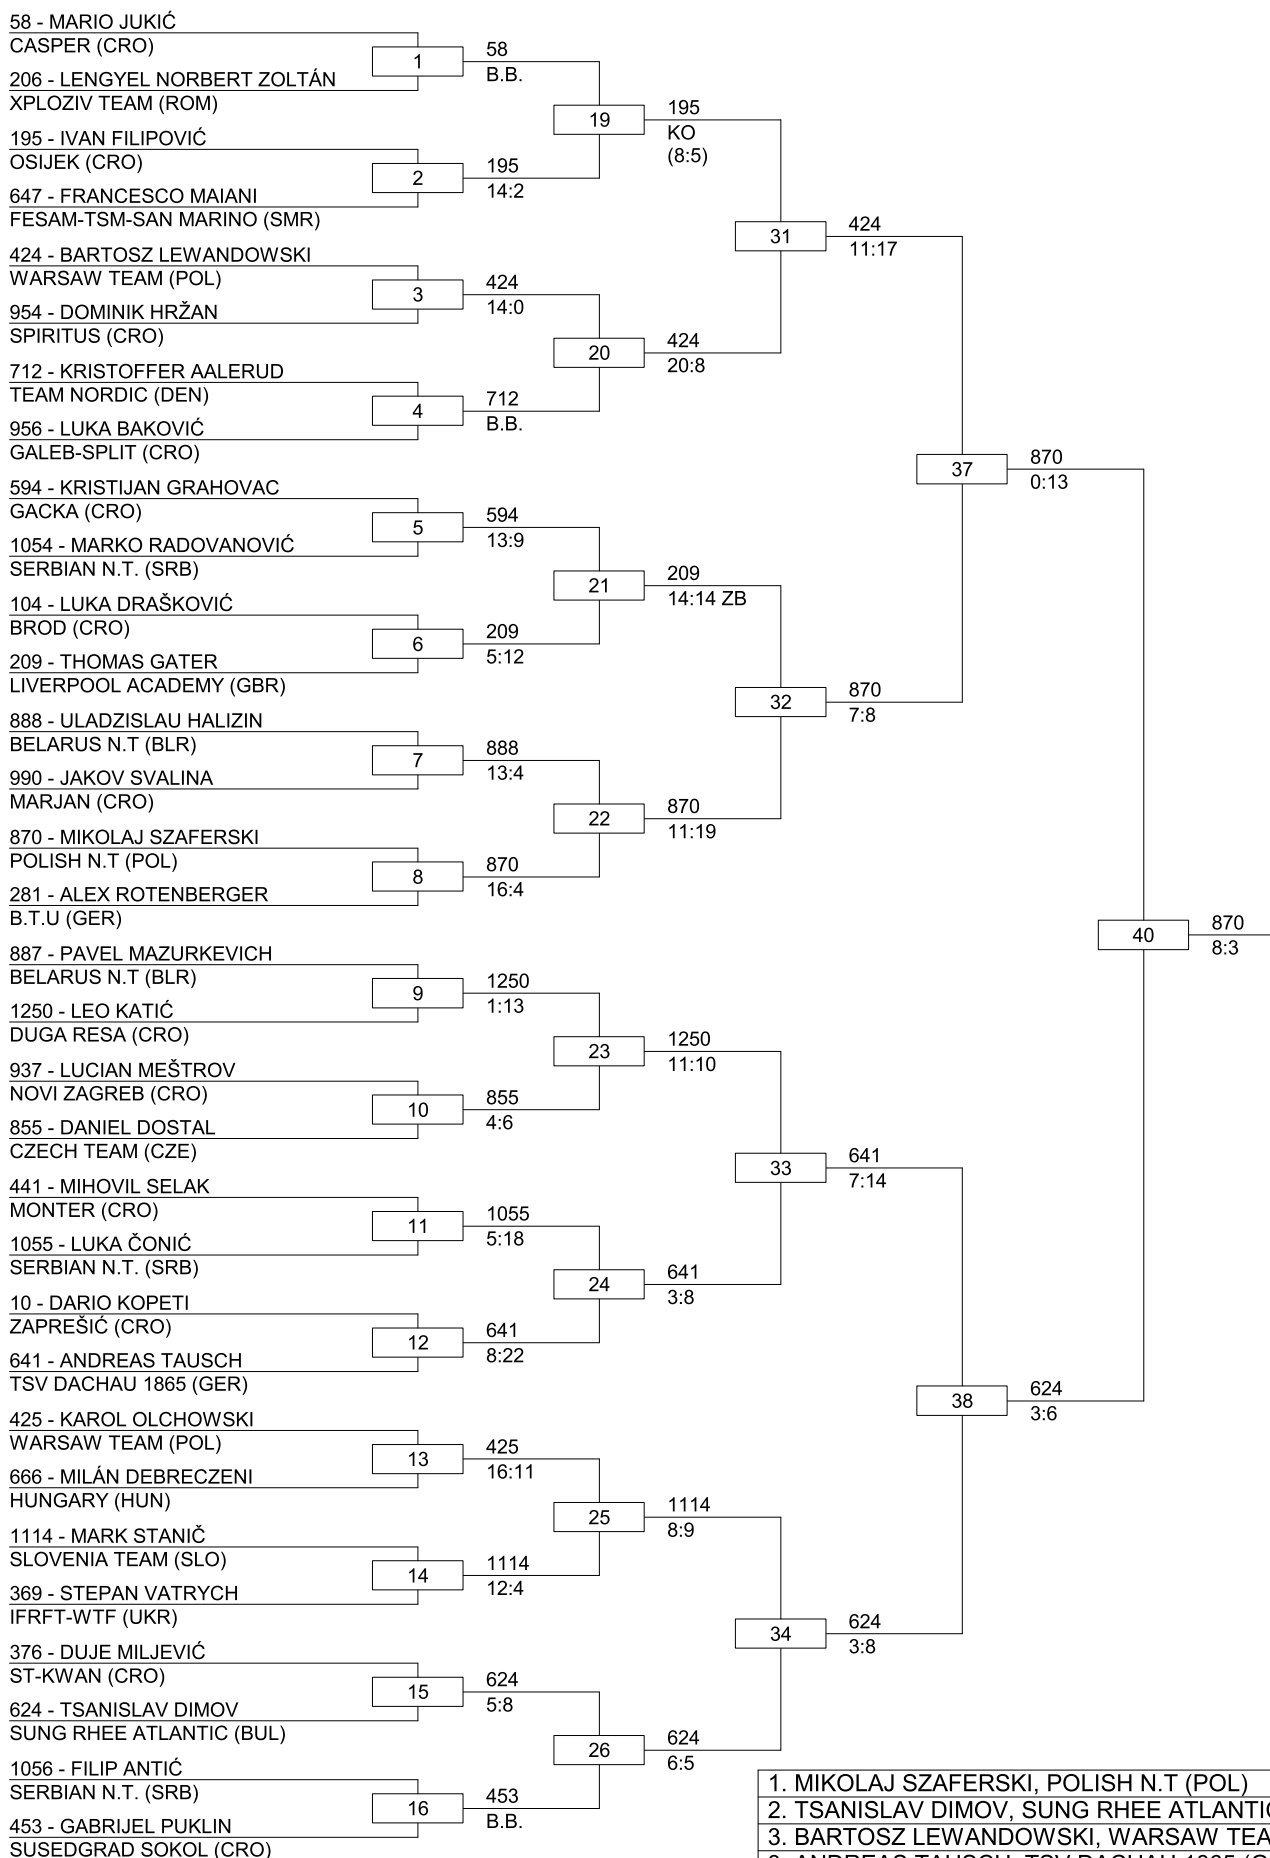 58 - MARIO JUKIĆ
CASPER (CRO)
1
58
B.B.
206 - LENGYEL NORBERT ZOLTÁN
XPLOZIV TEAM (ROM)
19
195
KO
(8:5)
195 - IVAN FILIPOVIĆ
OSIJEK (CRO)
2
195
14:2
647 - FRANCESCO MAIANI
FESAM-TSM-SAN MARINO (SMR)
31
424
11:17
424 - BARTOSZ LEWANDOWSKI
WARSAW TEAM (POL)
3
424
14:0
954 - DOMINIK HRŽAN
SPIRITUS (CRO)
20
424
20:8
712 - KRISTOFFER AALERUD
TEAM NORDIC (DEN)
4
712
B.B.
956 - LUKA BAKOVIĆ
GALEB-SPLIT (CRO)
37
870
0:13
594 - KRISTIJAN GRAHOVAC
GACKA (CRO)
5
594
13:9
1054 - MARKO RADOVANOVIĆ
SERBIAN N.T. (SRB)
21
209
14:14 ZB
104 - LUKA DRAŠKOVIĆ
BROD (CRO)
6
209
5:12
209 - THOMAS GATER
LIVERPOOL ACADEMY (GBR)
32
870
7:8
888 - ULADZISLAU HALIZIN
BELARUS N.T (BLR)
7
888
13:4
990 - JAKOV SVALINA
MARJAN (CRO)
22
870
11:19
870 - MIKOLAJ SZAFERSKI
POLISH N.T (POL)
8
870
16:4
281 - ALEX ROTENBERGER
B.T.U (GER)
40
870
8:3
887 - PAVEL MAZURKEVICH
BELARUS N.T (BLR)
9
1250
1:13
1250 - LEO KATIĆ
DUGA RESA (CRO)
23
1250
11:10
937 - LUCIAN MEŠTROV
NOVI ZAGREB (CRO)
10
855
4:6
855 - DANIEL DOSTAL
CZECH TEAM (CZE)
33
641
7:14
441 - MIHOVIL SELAK
MONTER (CRO)
11
1055
5:18
1055 - LUKA ČONIĆ
SERBIAN N.T. (SRB)
24
641
3:8
10 - DARIO KOPETI
ZAPREŠIĆ (CRO)
12
641
8:22
641 - ANDREAS TAUSCH
TSV DACHAU 1865 (GER)
38
624
3:6
425 - KAROL OLCHOWSKI
WARSAW TEAM (POL)
13
425
16:11
666 - MILÁN DEBRECZENI
HUNGARY (HUN)
25
1114
8:9
1114 - MARK STANIČ
SLOVENIA TEAM (SLO)
14
1114
12:4
369 - STEPAN VATRYCH
IFRFT-WTF (UKR)
34
624
3:8
376 - DUJE MILJEVIĆ
ST-KWAN (CRO)
15
624
5:8
624 - TSANISLAV DIMOV
SUNG RHEE ATLANTIC (BUL)
26
624
6:5
1056 - FILIP ANTIĆ
SERBIAN N.T. (SRB)
16
453
B.B.
453 - GABRIJEL PUKLIN
SUSEDGRAD SOKOL (CRO)
1. MIKOLAJ SZAFERSKI, POLISH N.T (POL)
2. TSANISLAV DIMOV, SUNG RHEE ATLANTIC
3. BARTOSZ LEWANDOWSKI, WARSAW TEA
3. ANDREAS TAUSCH, TSV DACHAU 1865 (G